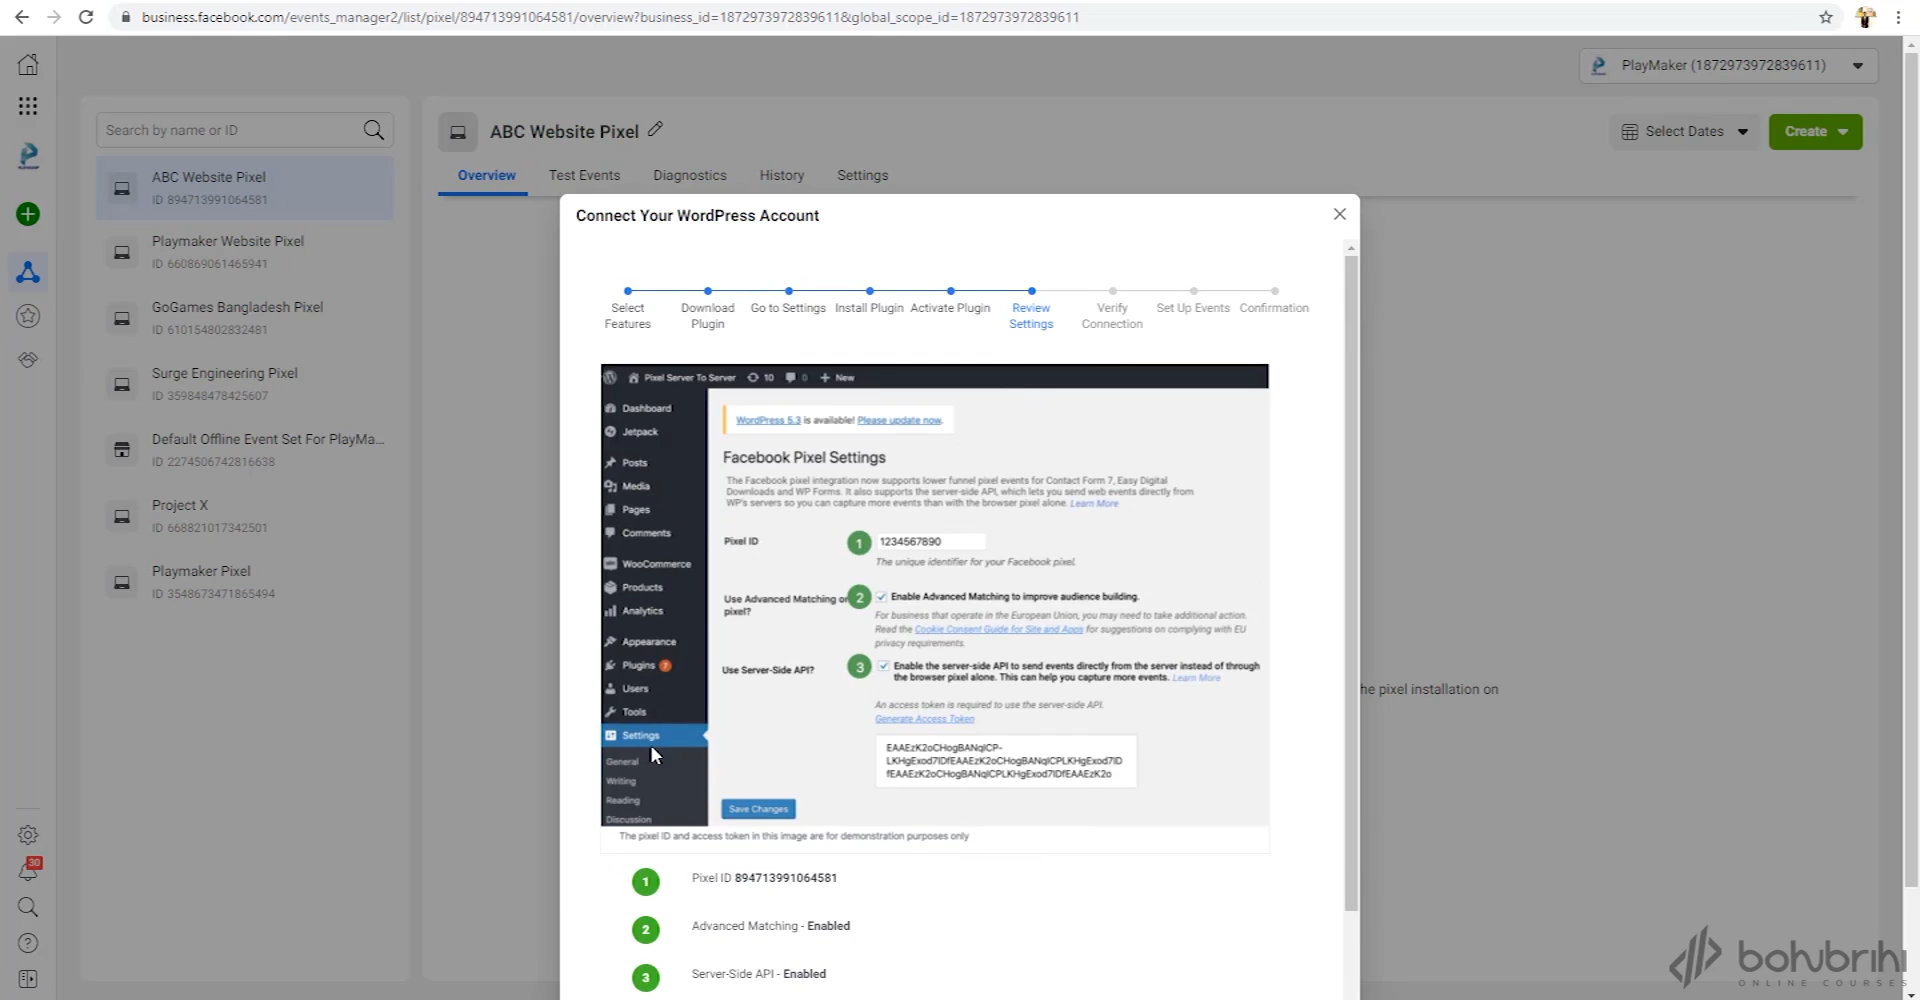 business.facebook.com/events_manager2/list/pixel/894713991064581/overview?business_id=1872973972839611&global_scope_id=1872973972839611
PlayMaker (1872973972839611)
Search by name or ID
ABC Website Pixel
ID 894713991064581
Playmaker Website Pixel
ID 660869061465941
GoGames Bangladesh Pixel
ID 610154802832481
Surge Engineering Pixel
ID 359848478425607
Default Offline Event Set For PlayMa...
ID 2274506742816638
Project X
ID 668821017342501
Playmaker Pixel
ID 3548673471865494
30
ABC Website Pixel
Select Dates
Create
Overview
Test Events
Diagnostics
History
Settings
he pixel installation on
Connect Your WordPress Account
Select Features
Download Plugin
Go to Settings
Install Plugin
Activate Plugin
Review Settings
Verify Connection
Set Up Events
Confirmation
Pixel Server To Server 10 0 + New
Dashboard
Jetpack
Posts
Media
Pages
Comments
WooCommerce
Products
Analytics
Appearance
Plugins 7
Users
Tools
Settings
General
Writing
Reading
Discussion
WordPress 5.3 is available! Please update now.
Facebook Pixel Settings
The Facebook pixel integration now supports lower funnel pixel events for Contact Form 7, Easy Digital
Downloads and WP Forms. It also supports the server-side API, which lets you send web events directly from
WP's servers so you can capture more events than with the browser pixel alone. Learn More
Pixel ID
1
1234567890
The unique identifier for your Facebook pixel.
Use Advanced Matching on
pixel?
2
Enable Advanced Matching to improve audience building.
For business that operate in the European Union, you may need to take additional action.
Read the Cookie Consent Guide for Site and Apps for suggestions on complying with EU
privacy requirements.
Use Server-Side API?
3
Enable the server-side API to send events directly from the server instead of through
the browser pixel alone. This can help you capture more events. Learn More
An access token is required to use the server-side API.
Generate Access Token
EAAEzK2oCHogBANqICP-
LKHgExod7IDfEAAEzK2oCHogBANqICPLKHgExod7ID
fEAAEzK2oCHogBANqICPLKHgExod7IDfEAAEzK2o
Save Changes
The pixel ID and access token in this image are for demonstration purposes only
1 Pixel ID 894713991064581
2 Advanced Matching - Enabled
3 Server-Side API - Enabled
bohubrihi
ONLINE COURSES